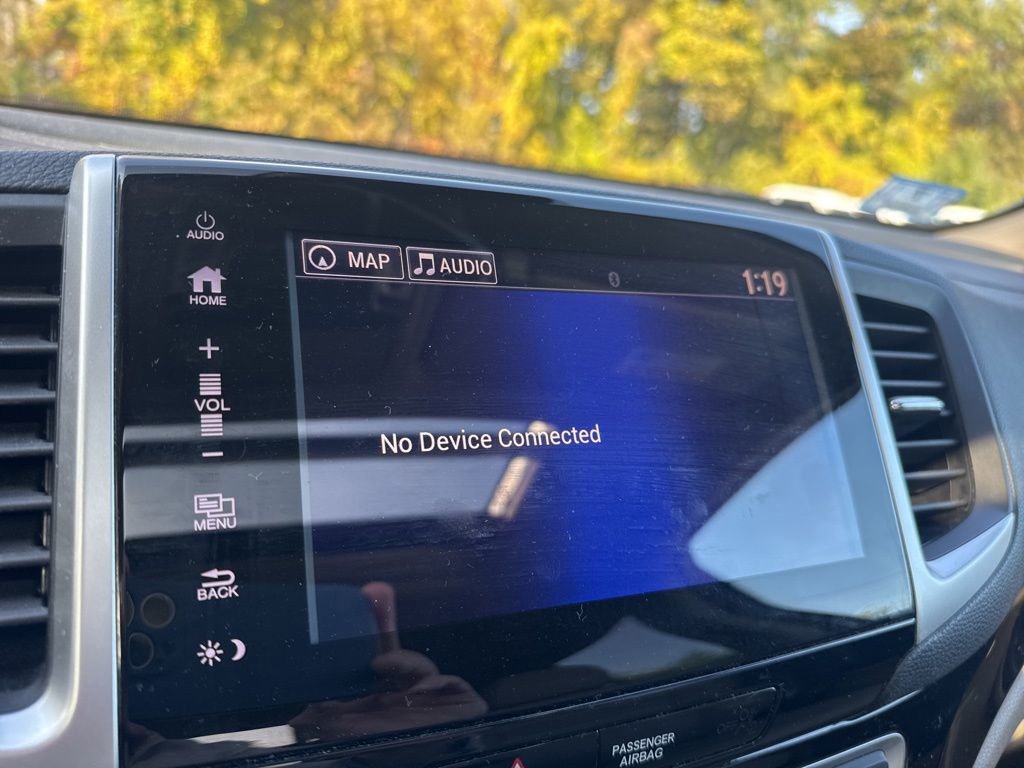 AUDIO
HOME
+
VOL
−
MENU
BACK
MAP
AUDIO
1:19
No Device Connected
PASSENGER
AIRBAG